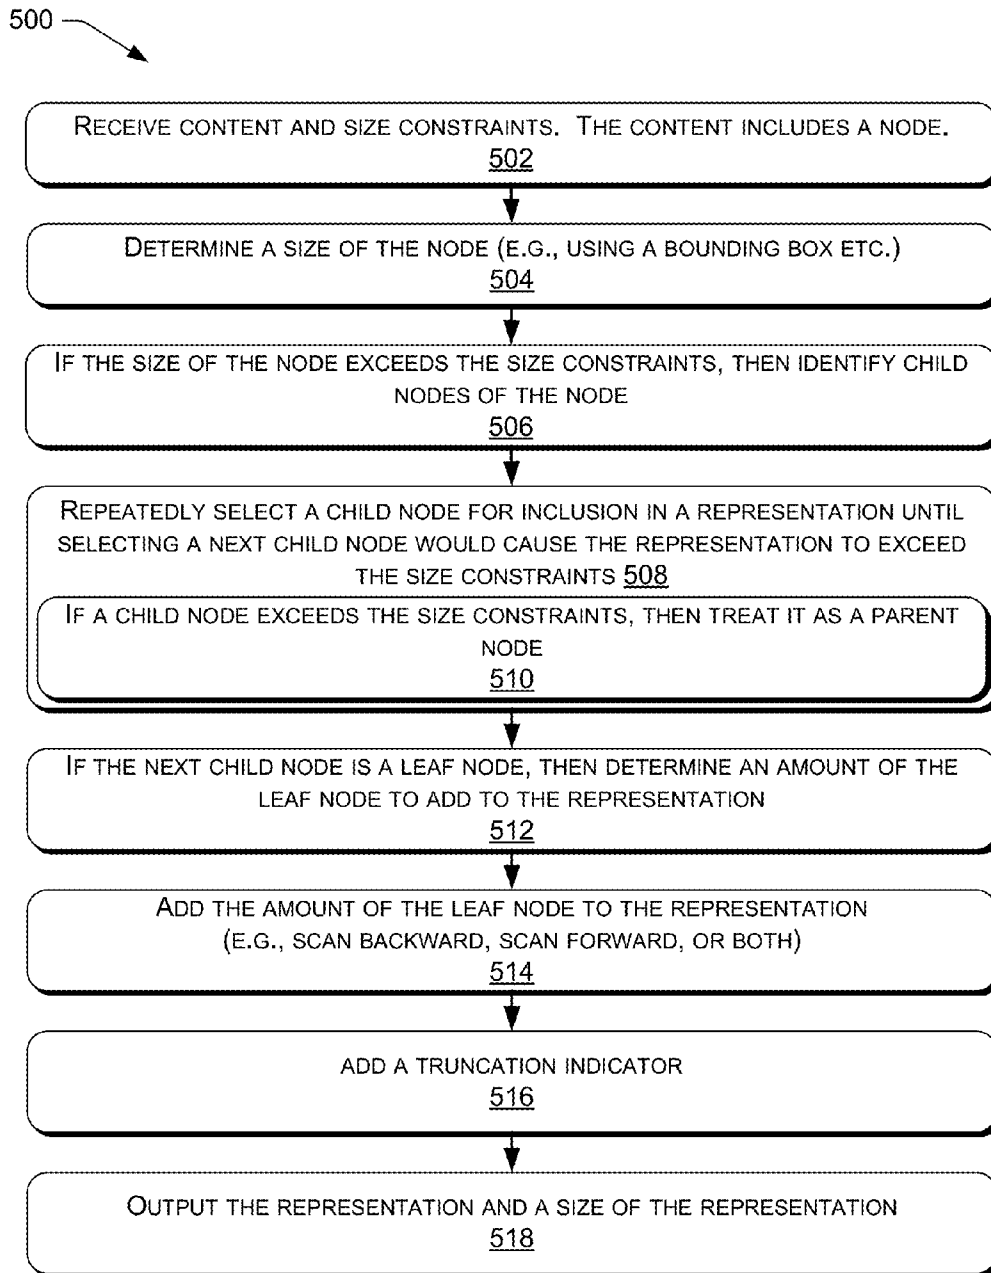 500
RECEIVE CONTENT AND SIZE CONSTRAINTS. THE CONTENT INCLUDES A NODE.
502
DETERMINE A SIZE OF THE NODE (E.G., USING A BOUNDING BOX ETC.)
504
IF THE SIZE OF THE NODE EXCEEDS THE SIZE CONSTRAINTS, THEN IDENTIFY CHILD
NODES OF THE NODE
506
REPEATEDLY SELECT A CHILD NODE FOR INCLUSION IN A REPRESENTATION UNTIL
SELECTING A NEXT CHILD NODE WOULD CAUSE THE REPRESENTATION TO EXCEED
THE SIZE CONSTRAINTS 508
IF A CHILD NODE EXCEEDS THE SIZE CONSTRAINTS, THEN TREAT IT AS A PARENT
NODE
510
IF THE NEXT CHILD NODE IS A LEAF NODE, THEN DETERMINE AN AMOUNT OF THE
LEAF NODE TO ADD TO THE REPRESENTATION
512
ADD THE AMOUNT OF THE LEAF NODE TO THE REPRESENTATION
(E.G., SCAN BACKWARD, SCAN FORWARD, OR BOTH)
514
ADD A TRUNCATION INDICATOR
516
OUTPUT THE REPRESENTATION AND A SIZE OF THE REPRESENTATION
518